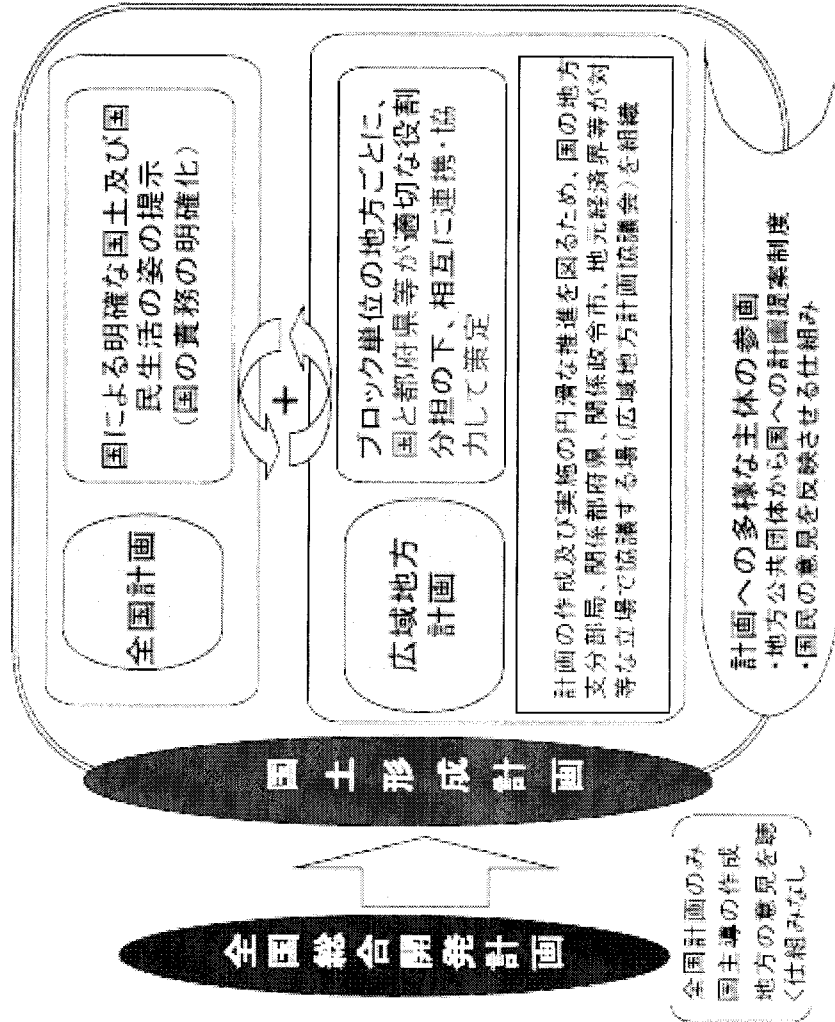 全国総合開発計画
全国計画のみ
国主導の作成
地方の意見を聴
く仕組みなし
国土形成計画
全国計画
国による明確な国土及び国
民生活の姿の提示
(国の責務の明確化)
+
広域地方
計画
ブロック単位の地方ごとに、
国と都府県等が適切な役割
分担の下、相互に連携・協
力して策定
計画の作成及び実施の円滑な推進を図るため、国の地方
支分部局、関係都府県、関係政令市、地元経済界等が対
等な立場で協議する場(広域地方計画協議会)を組織
計画への多様な主体の参画
・地方公共団体から国への計画提案制度
・国民の意見を反映させる仕組み